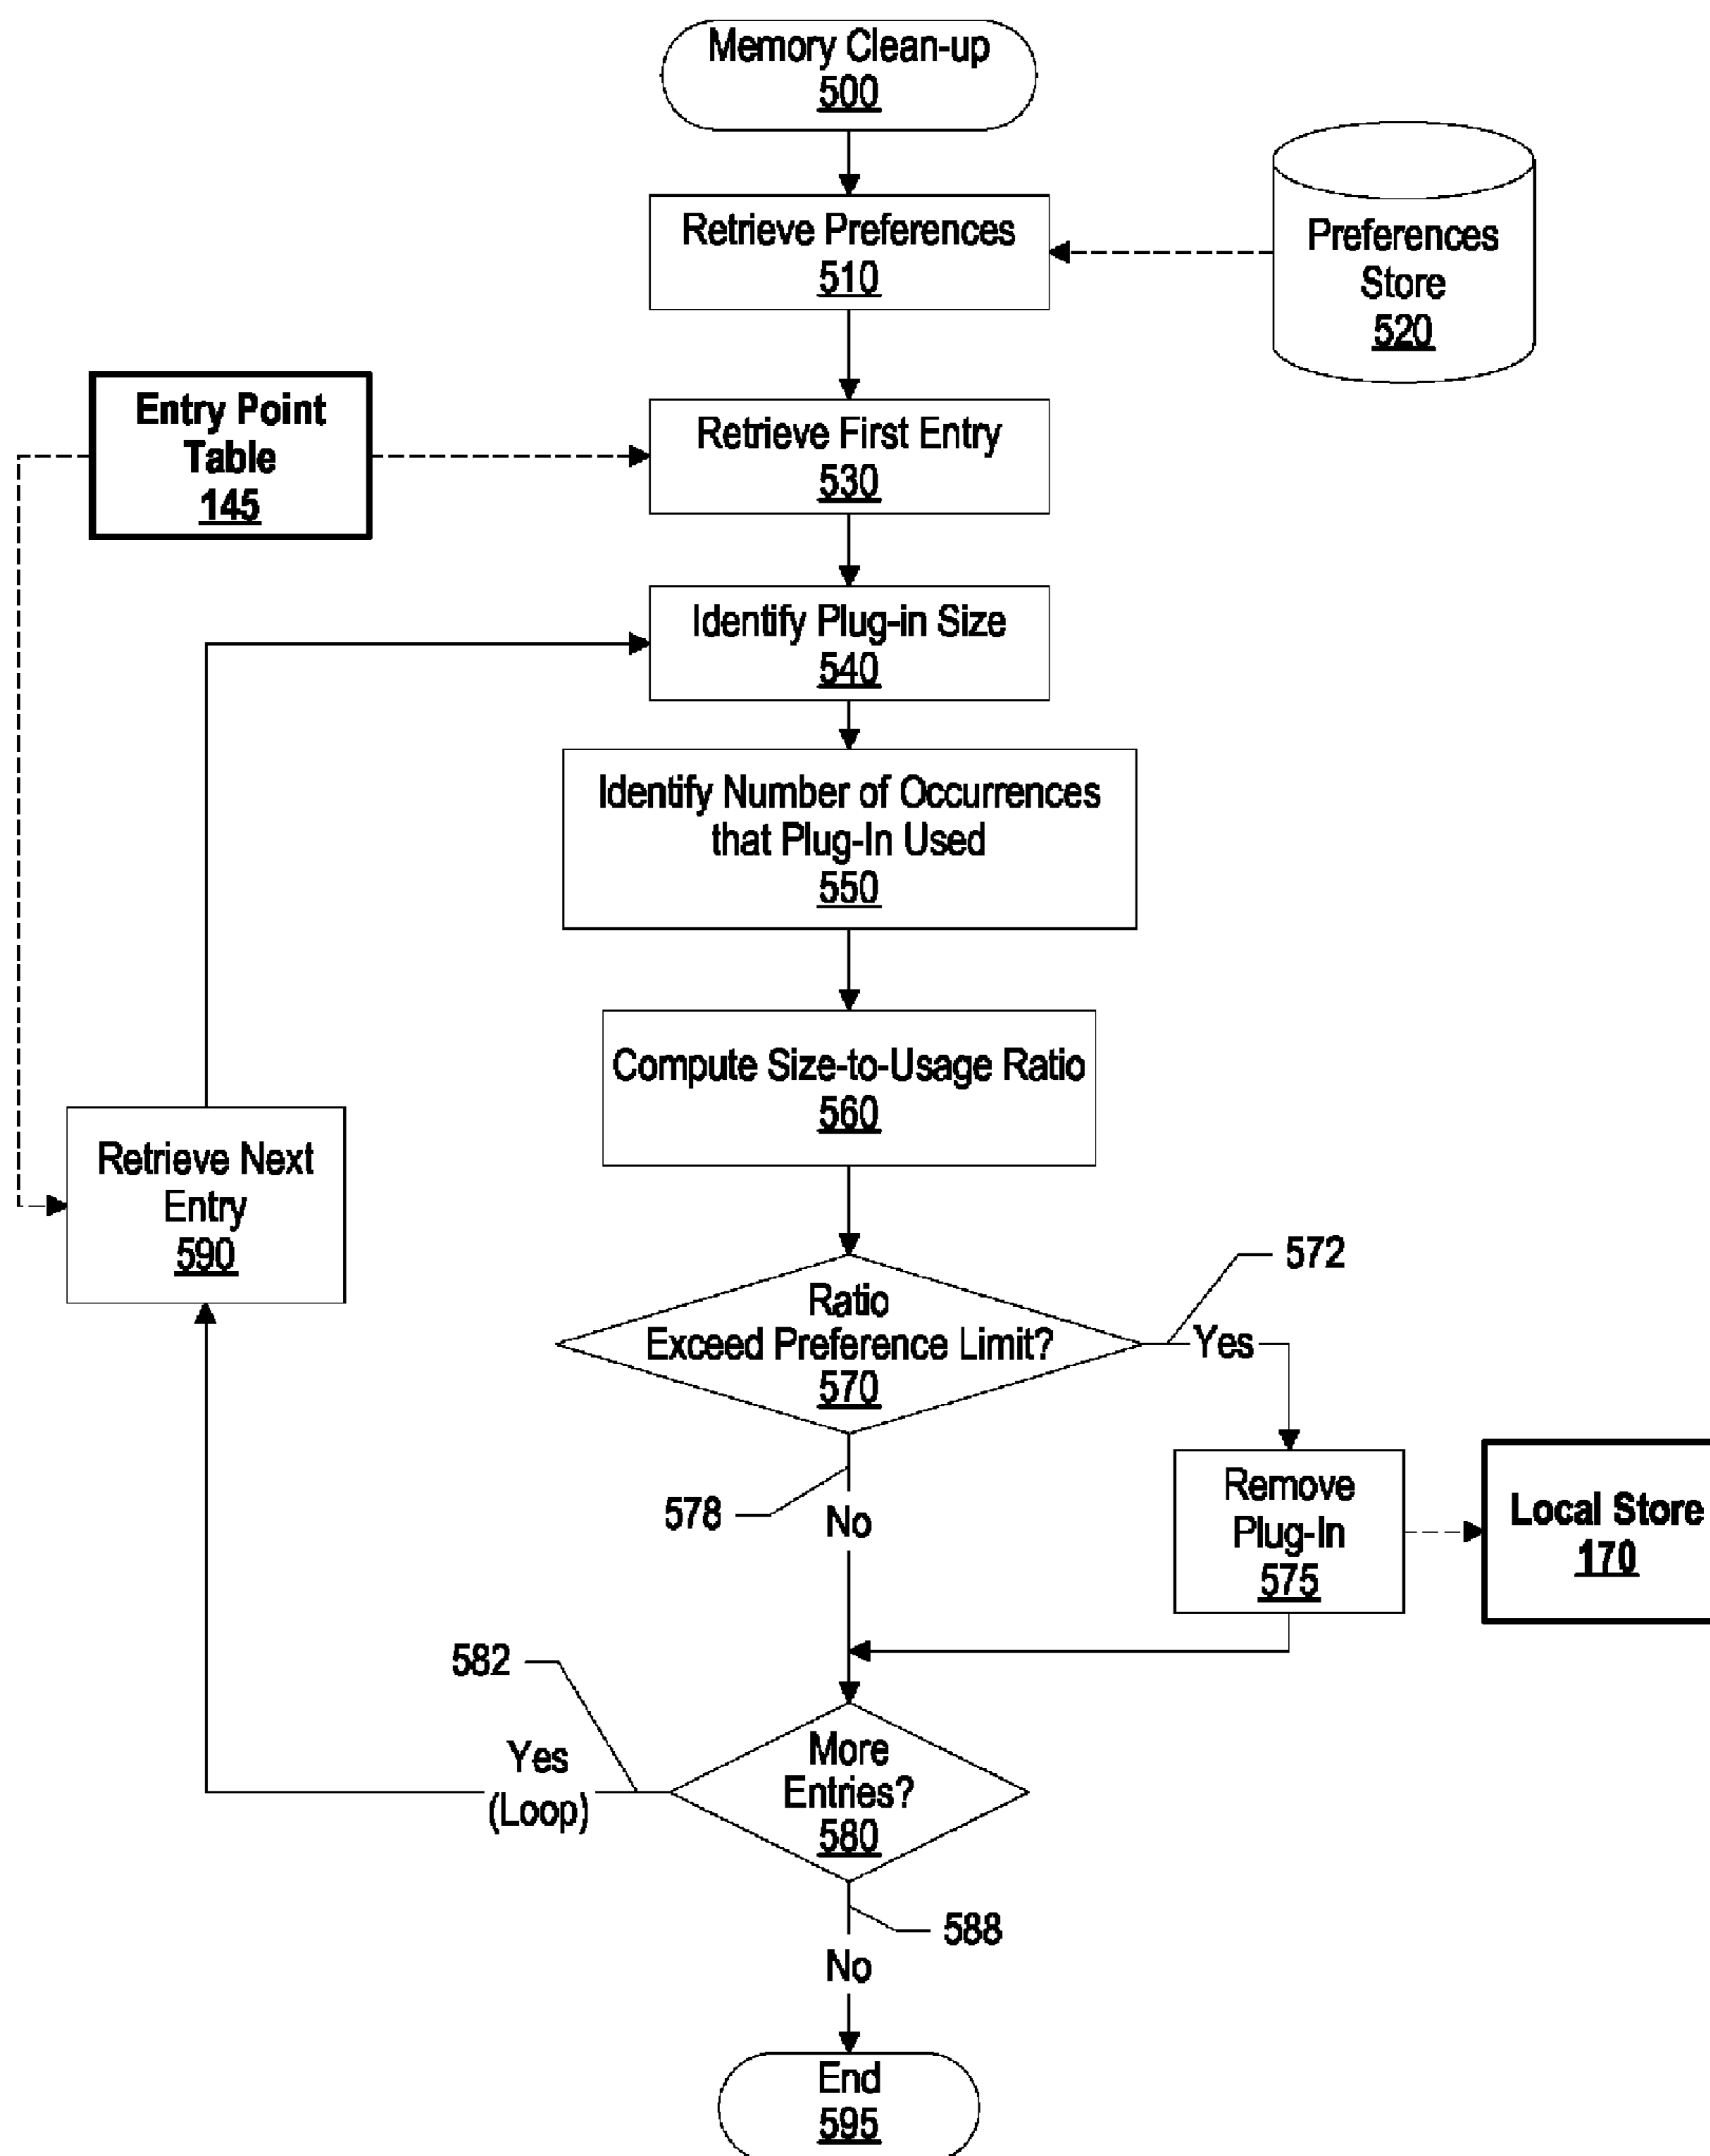 Memory Clean-up
500
Retrieve Preferences
510
Preferences
Store
520
Entry Point
Table
145
Retrieve First Entry
530
Identify Plug-in Size
540
Identify Number of Occurrences
that Plug-In Used
550
Compute Size-to-Usage Ratio
560
Retrieve Next
Entry
590
572
Ratio
Exceed Preference Limit?
570
Yes
578
No
Remove
Plug-In
575
Local Store
170
582
Yes
(Loop)
More
Entries?
580
588
No
End
595